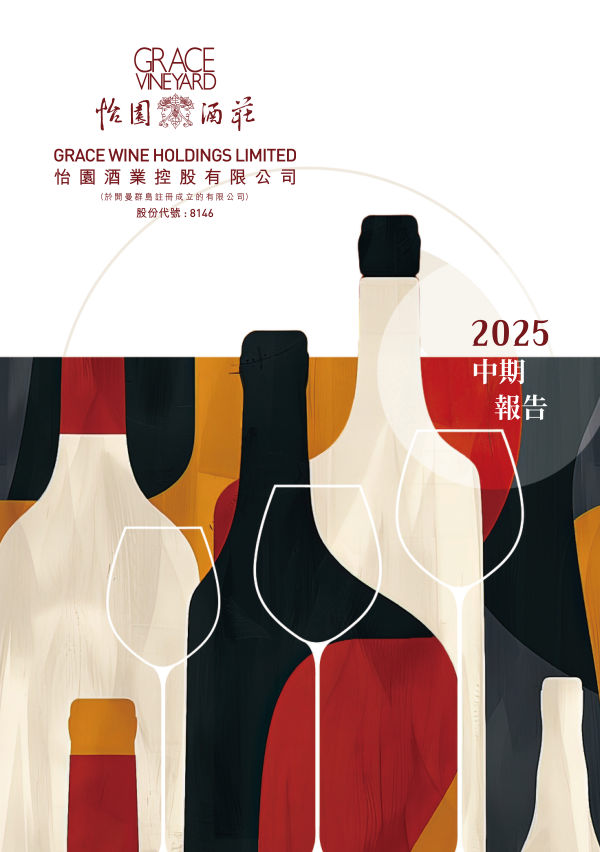 GRACE
VINEYARD
怡園 酒莊
GRACE WINE HOLDINGS LIMITED
怡園酒業控股有限公司
(於開曼群島註冊成立的有限公司)
股份代號 : 8146
2025
中期
報告